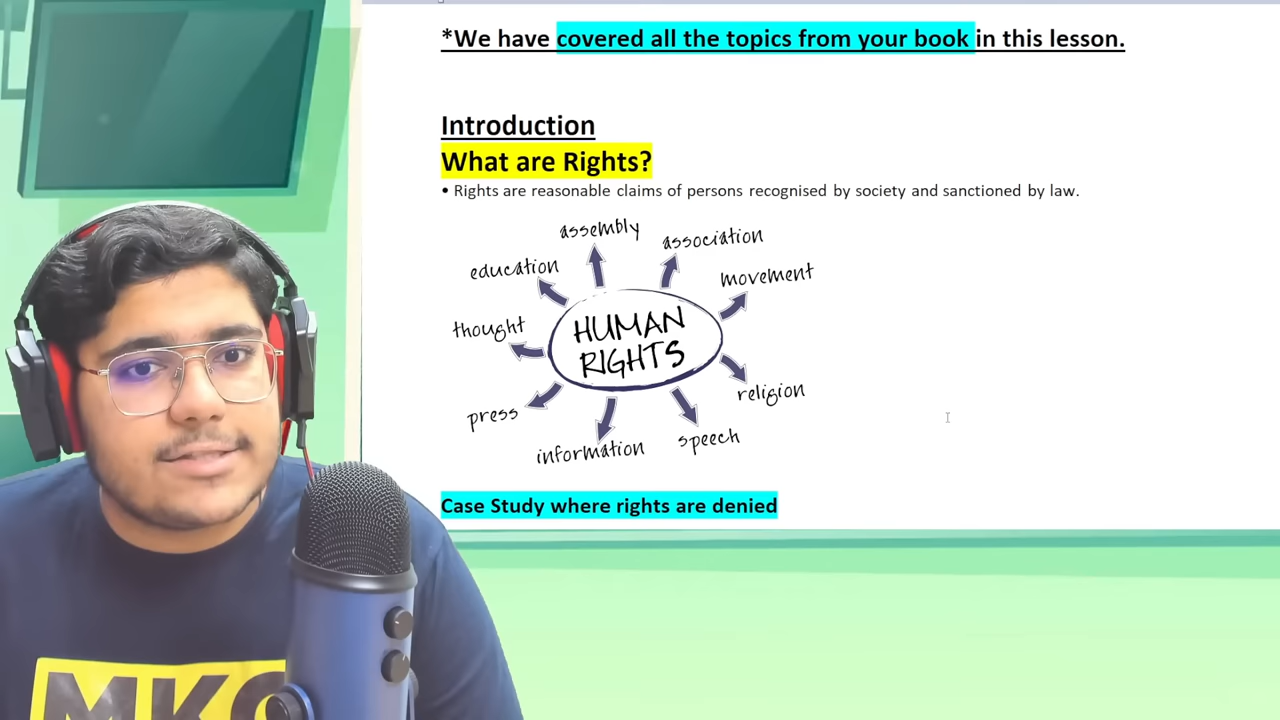 *We have covered all the topics from your book in this lesson.
Introduction
What are Rights?
• Rights are reasonable claims of persons recognised by society and sanctioned by law.
assembly
association
education
movement
thought
HUMAN
RIGHTS
religion
press
speech
information
Case Study where rights are denied